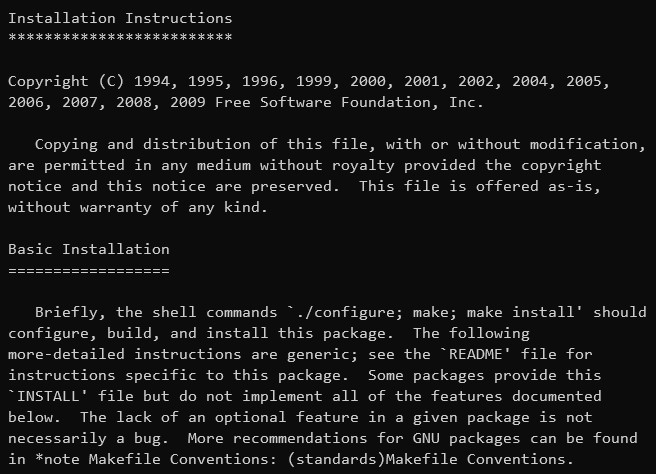 Installation Instructions
*************************
Copyright (C) 1994, 1995, 1996, 1999, 2000, 2001, 2002, 2004, 2005,
2006, 2007, 2008, 2009 Free Software Foundation, Inc.
Copying and distribution of this file, with or without modification,
are permitted in any medium without royalty provided the copyright
notice and this notice are preserved.  This file is offered as-is,
without warranty of any kind.
Basic Installation
==================
Briefly, the shell commands `./configure; make; make install' should
configure, build, and install this package.  The following
more-detailed instructions are generic; see the `README' file for
instructions specific to this package.  Some packages provide this
`INSTALL' file but do not implement all of the features documented
below.  The lack of an optional feature in a given package is not
necessarily a bug.  More recommendations for GNU packages can be found
in *note Makefile Conventions: (standards)Makefile Conventions.